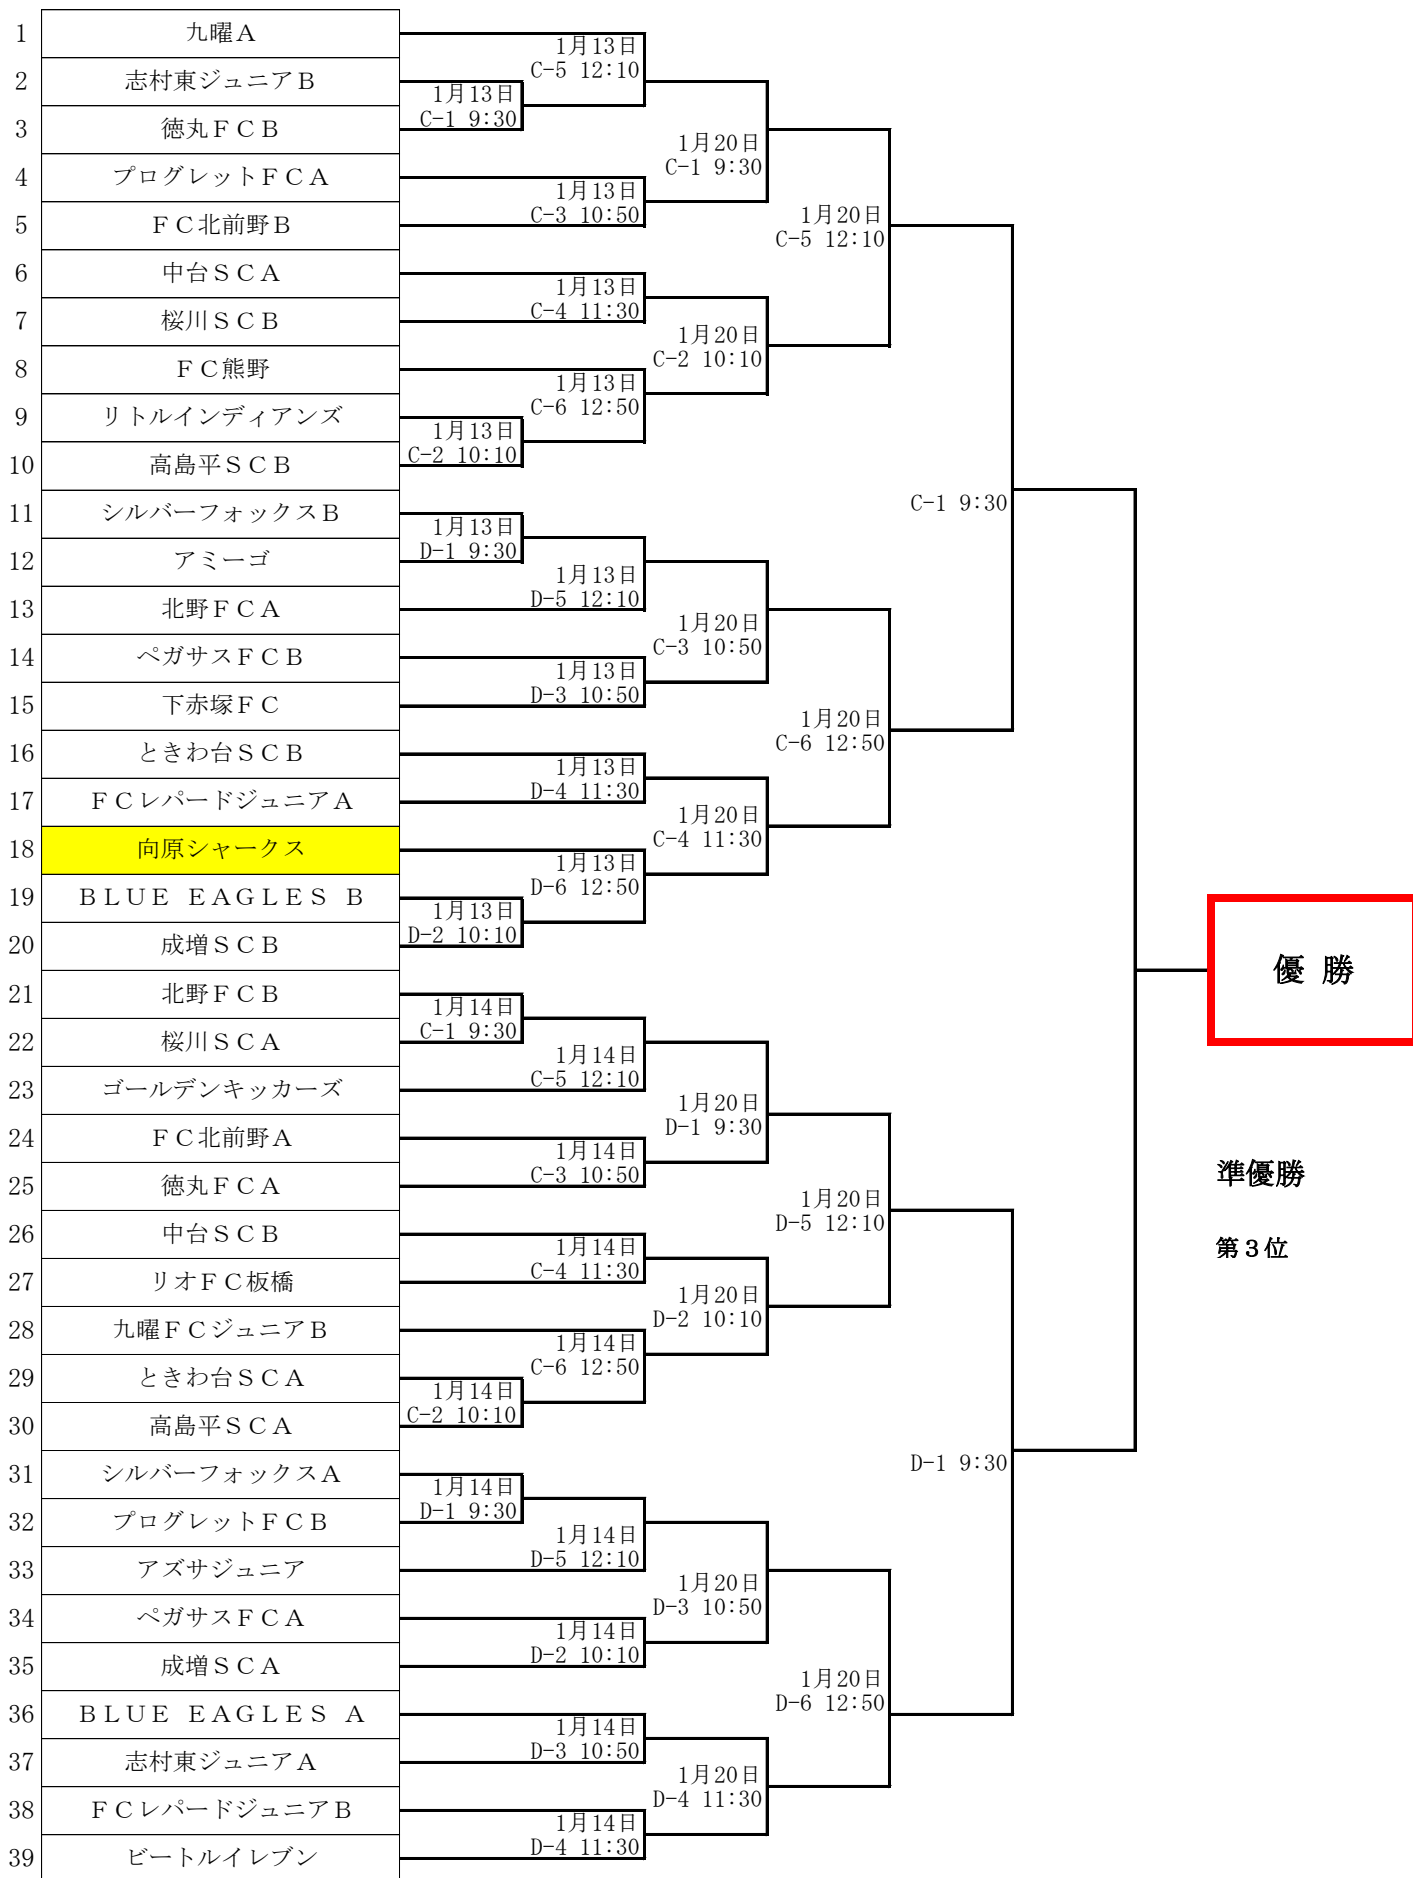 1 九曜Ａ
1月13日
C-5 12:10
2 志村東ジュニアＢ
1月13日
C-1 9:30
3 徳丸ＦＣＢ
1月20日
C-1 9:30
4 プログレットＦＣＡ
1月13日
C-3 10:50
5 ＦＣ北前野Ｂ
1月20日
C-5 12:10
6 中台ＳＣＡ
1月13日
C-4 11:30
7 桜川ＳＣＢ
1月20日
C-2 10:10
8 ＦＣ熊野
1月13日
C-6 12:50
9 リトルインディアンズ
1月13日
C-2 10:10
10 高島平ＳＣＢ
C-1 9:30
11 シルバーフォックスＢ
1月13日
D-1 9:30
12 アミーゴ
1月13日
D-5 12:10
13 北野ＦＣＡ
1月20日
C-3 10:50
14 ペガサスＦＣＢ
1月13日
D-3 10:50
15 下赤塚ＦＣ
1月20日
C-6 12:50
16 ときわ台ＳＣＢ
1月13日
D-4 11:30
17 ＦＣレパードジュニアＡ
1月20日
C-4 11:30
18 向原シャークス
1月13日
D-6 12:50
19 ＢＬＵＥ ＥＡＧＬＥＳ Ｂ
1月13日
D-2 10:10
20 成増ＳＣＢ
優 勝
21 北野ＦＣＢ
1月14日
C-1 9:30
22 桜川ＳＣＡ
1月14日
C-5 12:10
23 ゴールデンキッカーズ
1月20日
D-1 9:30
24 ＦＣ北前野Ａ
1月14日
C-3 10:50
25 徳丸ＦＣＡ
準優勝
1月20日
D-5 12:10
26 中台ＳＣＢ
第３位
1月14日
C-4 11:30
27 リオＦＣ板橋
1月20日
D-2 10:10
28 九曜ＦＣジュニアＢ
1月14日
C-6 12:50
29 ときわ台ＳＣＡ
1月14日
C-2 10:10
30 高島平ＳＣＡ
D-1 9:30
31 シルバーフォックスＡ
1月14日
D-1 9:30
32 プログレットＦＣＢ
1月14日
D-5 12:10
33 アズサジュニア
1月20日
D-3 10:50
34 ペガサスＦＣＡ
1月14日
D-2 10:10
35 成増ＳＣＡ
1月20日
D-6 12:50
36 ＢＬＵＥ ＥＡＧＬＥＳ Ａ
1月14日
D-3 10:50
37 志村東ジュニアＡ
1月20日
D-4 11:30
38 ＦＣレパードジュニアＢ
1月14日
D-4 11:30
39 ビートルイレブン